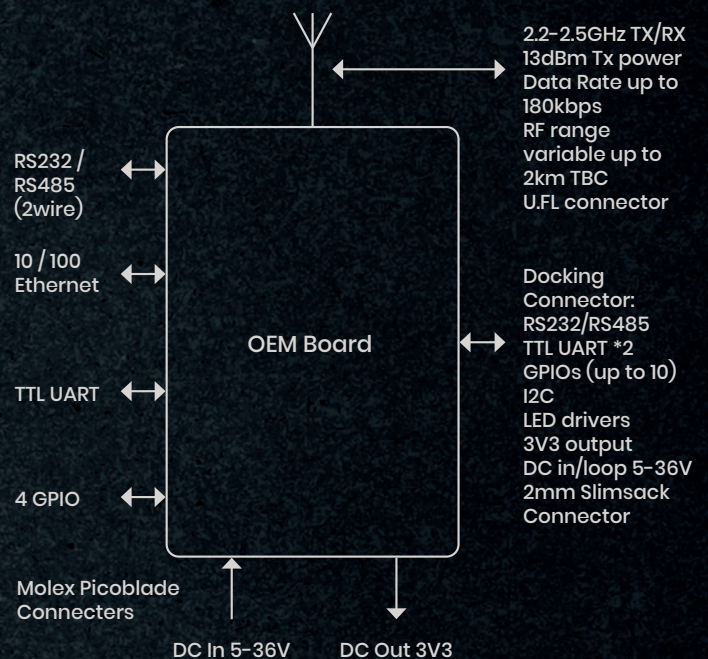 2.2-2.5GHz TX/RX
13dBm Tx power
Data Rate up to
180kbps
RF range
variable up to
2km TBC
U.FL connector
RS232 /
RS485
(2wire)
10 / 100
Ethernet
TTL UART
4 GPIO
OEM Board
Docking
Connector:
RS232/RS485
TTL UART *2
GPIOs (up to 10)
I2C
LED drivers
3V3 output
DC in/loop 5-36V
2mm Slimsack
Connector
Molex Picoblade
Connecters
DC In 5-36V
DC Out 3V3